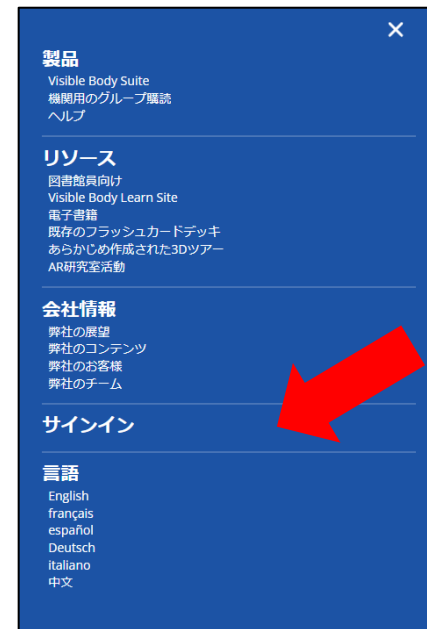 ×
製品
Visible Body Suite
機関用のグループ購読
ヘルプ
リソース
図書館員向け
Visible Body Learn Site
電子書籍
既存のフラッシュカードデッキ
あらかじめ作成された3Dツアー
AR研究室活動
会社情報
弊社の展望
弊社のコンテンツ
弊社のお客様
弊社のチーム
サインイン
言語
English
français
español
Deutsch
italiano
中文